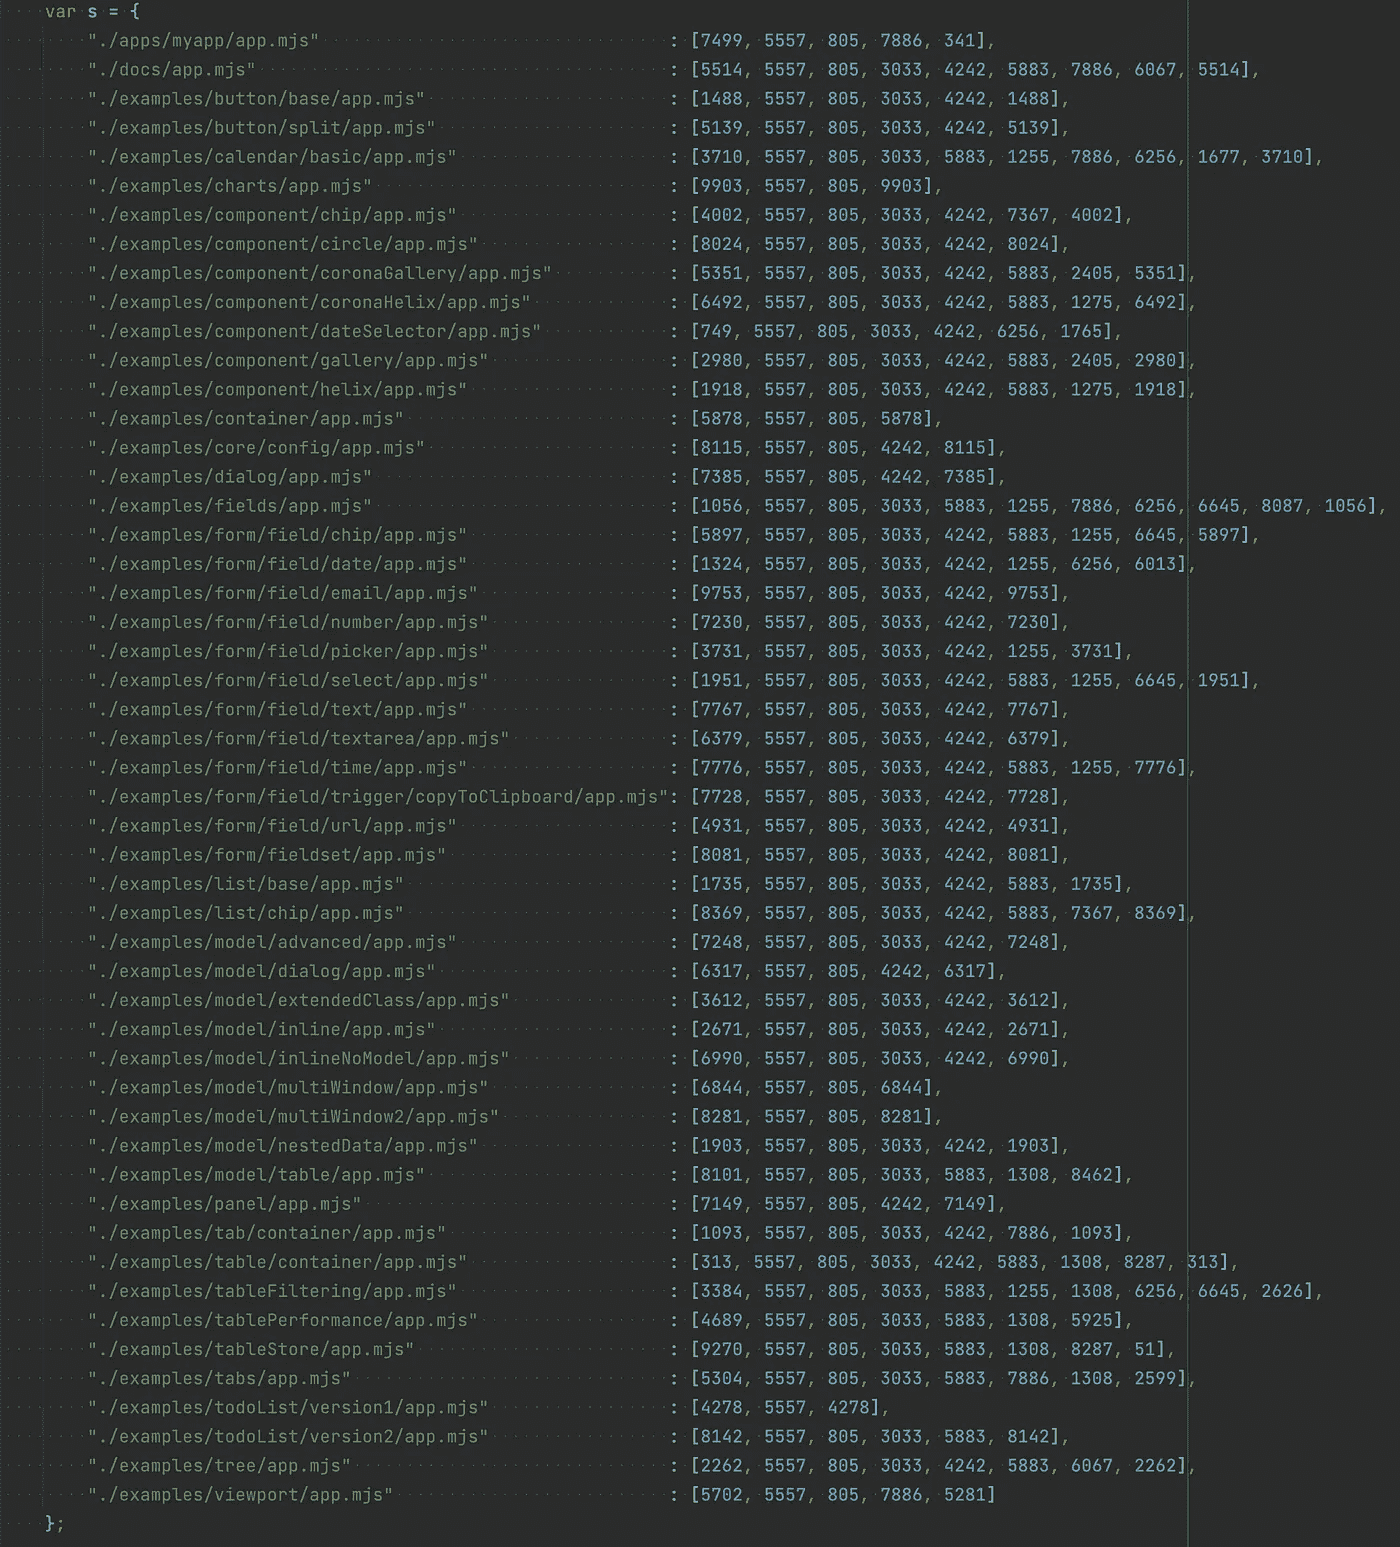 var s = {
"./apps/myapp/app.mjs" : [7499, 5557, 805, 7886, 341],
"./docs/app.mjs" : [5514, 5557, 805, 3033, 4242, 5883, 7886, 6067, 5514],
"./examples/button/base/app.mjs" : [1488, 5557, 805, 3033, 4242, 1488],
"./examples/button/split/app.mjs" : [5139, 5557, 805, 3033, 4242, 5139],
"./examples/calendar/basic/app.mjs" : [3710, 5557, 805, 3033, 5883, 1255, 7886, 6256, 1677, 3710],
"./examples/charts/app.mjs" : [9903, 5557, 805, 9903],
"./examples/component/chip/app.mjs" : [4002, 5557, 805, 3033, 4242, 7367, 4002],
"./examples/component/circle/app.mjs" : [8024, 5557, 805, 3033, 4242, 8024],
"./examples/component/coronaGallery/app.mjs" : [5351, 5557, 805, 3033, 4242, 5883, 2405, 5351],
"./examples/component/coronaHelix/app.mjs" : [6492, 5557, 805, 3033, 4242, 5883, 1275, 6492],
"./examples/component/dateSelector/app.mjs" : [749, 5557, 805, 3033, 4242, 6256, 1765],
"./examples/component/gallery/app.mjs" : [2980, 5557, 805, 3033, 4242, 5883, 2405, 2980],
"./examples/component/helix/app.mjs" : [1918, 5557, 805, 3033, 4242, 5883, 1275, 1918],
"./examples/container/app.mjs" : [5878, 5557, 805, 5878],
"./examples/core/config/app.mjs" : [8115, 5557, 805, 4242, 8115],
"./examples/dialog/app.mjs" : [7385, 5557, 805, 4242, 7385],
"./examples/fields/app.mjs" : [1056, 5557, 805, 3033, 5883, 1255, 7886, 6256, 6645, 8087, 1056],
"./examples/form/field/chip/app.mjs" : [5897, 5557, 805, 3033, 4242, 5883, 1255, 6645, 5897],
"./examples/form/field/date/app.mjs" : [1324, 5557, 805, 3033, 4242, 1255, 6256, 6013],
"./examples/form/field/email/app.mjs" : [9753, 5557, 805, 3033, 4242, 9753],
"./examples/form/field/number/app.mjs" : [7230, 5557, 805, 3033, 4242, 7230],
"./examples/form/field/picker/app.mjs" : [3731, 5557, 805, 3033, 4242, 1255, 3731],
"./examples/form/field/select/app.mjs" : [1951, 5557, 805, 3033, 4242, 5883, 1255, 6645, 1951],
"./examples/form/field/text/app.mjs" : [7767, 5557, 805, 3033, 4242, 7767],
"./examples/form/field/textarea/app.mjs" : [6379, 5557, 805, 3033, 4242, 6379],
"./examples/form/field/time/app.mjs" : [7776, 5557, 805, 3033, 4242, 5883, 1255, 7776],
"./examples/form/field/trigger/copyToClipboard/app.mjs": [7728, 5557, 805, 3033, 4242, 7728],
"./examples/form/field/url/app.mjs" : [4931, 5557, 805, 3033, 4242, 4931],
"./examples/form/fieldset/app.mjs" : [8081, 5557, 805, 3033, 4242, 8081],
"./examples/list/base/app.mjs" : [1735, 5557, 805, 3033, 4242, 5883, 1735],
"./examples/list/chip/app.mjs" : [8369, 5557, 805, 3033, 4242, 5883, 7367, 8369],
"./examples/model/advanced/app.mjs" : [7248, 5557, 805, 3033, 4242, 7248],
"./examples/model/dialog/app.mjs" : [6317, 5557, 805, 4242, 6317],
"./examples/model/extendedClass/app.mjs" : [3612, 5557, 805, 3033, 4242, 3612],
"./examples/model/inline/app.mjs" : [2671, 5557, 805, 3033, 4242, 2671],
"./examples/model/inlineNoModel/app.mjs" : [6990, 5557, 805, 3033, 4242, 6990],
"./examples/model/multiWindow/app.mjs" : [6844, 5557, 805, 6844],
"./examples/model/multiWindow2/app.mjs" : [8281, 5557, 805, 8281],
"./examples/model/nestedData/app.mjs" : [1903, 5557, 805, 3033, 4242, 1903],
"./examples/model/table/app.mjs" : [8101, 5557, 805, 3033, 5883, 1308, 8462],
"./examples/panel/app.mjs" : [7149, 5557, 805, 4242, 7149],
"./examples/tab/container/app.mjs" : [1093, 5557, 805, 3033, 4242, 7886, 1093],
"./examples/table/container/app.mjs" : [313, 5557, 805, 3033, 4242, 5883, 1308, 8287, 313],
"./examples/tableFiltering/app.mjs" : [3384, 5557, 805, 3033, 5883, 1255, 1308, 6256, 6645, 2626],
"./examples/tablePerformance/app.mjs" : [4689, 5557, 805, 3033, 5883, 1308, 5925],
"./examples/tableStore/app.mjs" : [9270, 5557, 805, 3033, 5883, 1308, 8287, 51],
"./examples/tabs/app.mjs" : [5304, 5557, 805, 3033, 5883, 7886, 1308, 2599],
"./examples/todoList/version1/app.mjs" : [4278, 5557, 4278],
"./examples/todoList/version2/app.mjs" : [8142, 5557, 805, 3033, 5883, 8142],
"./examples/tree/app.mjs" : [2262, 5557, 805, 3033, 4242, 5883, 6067, 2262],
"./examples/viewport/app.mjs" : [5702, 5557, 805, 7886, 5281]
};